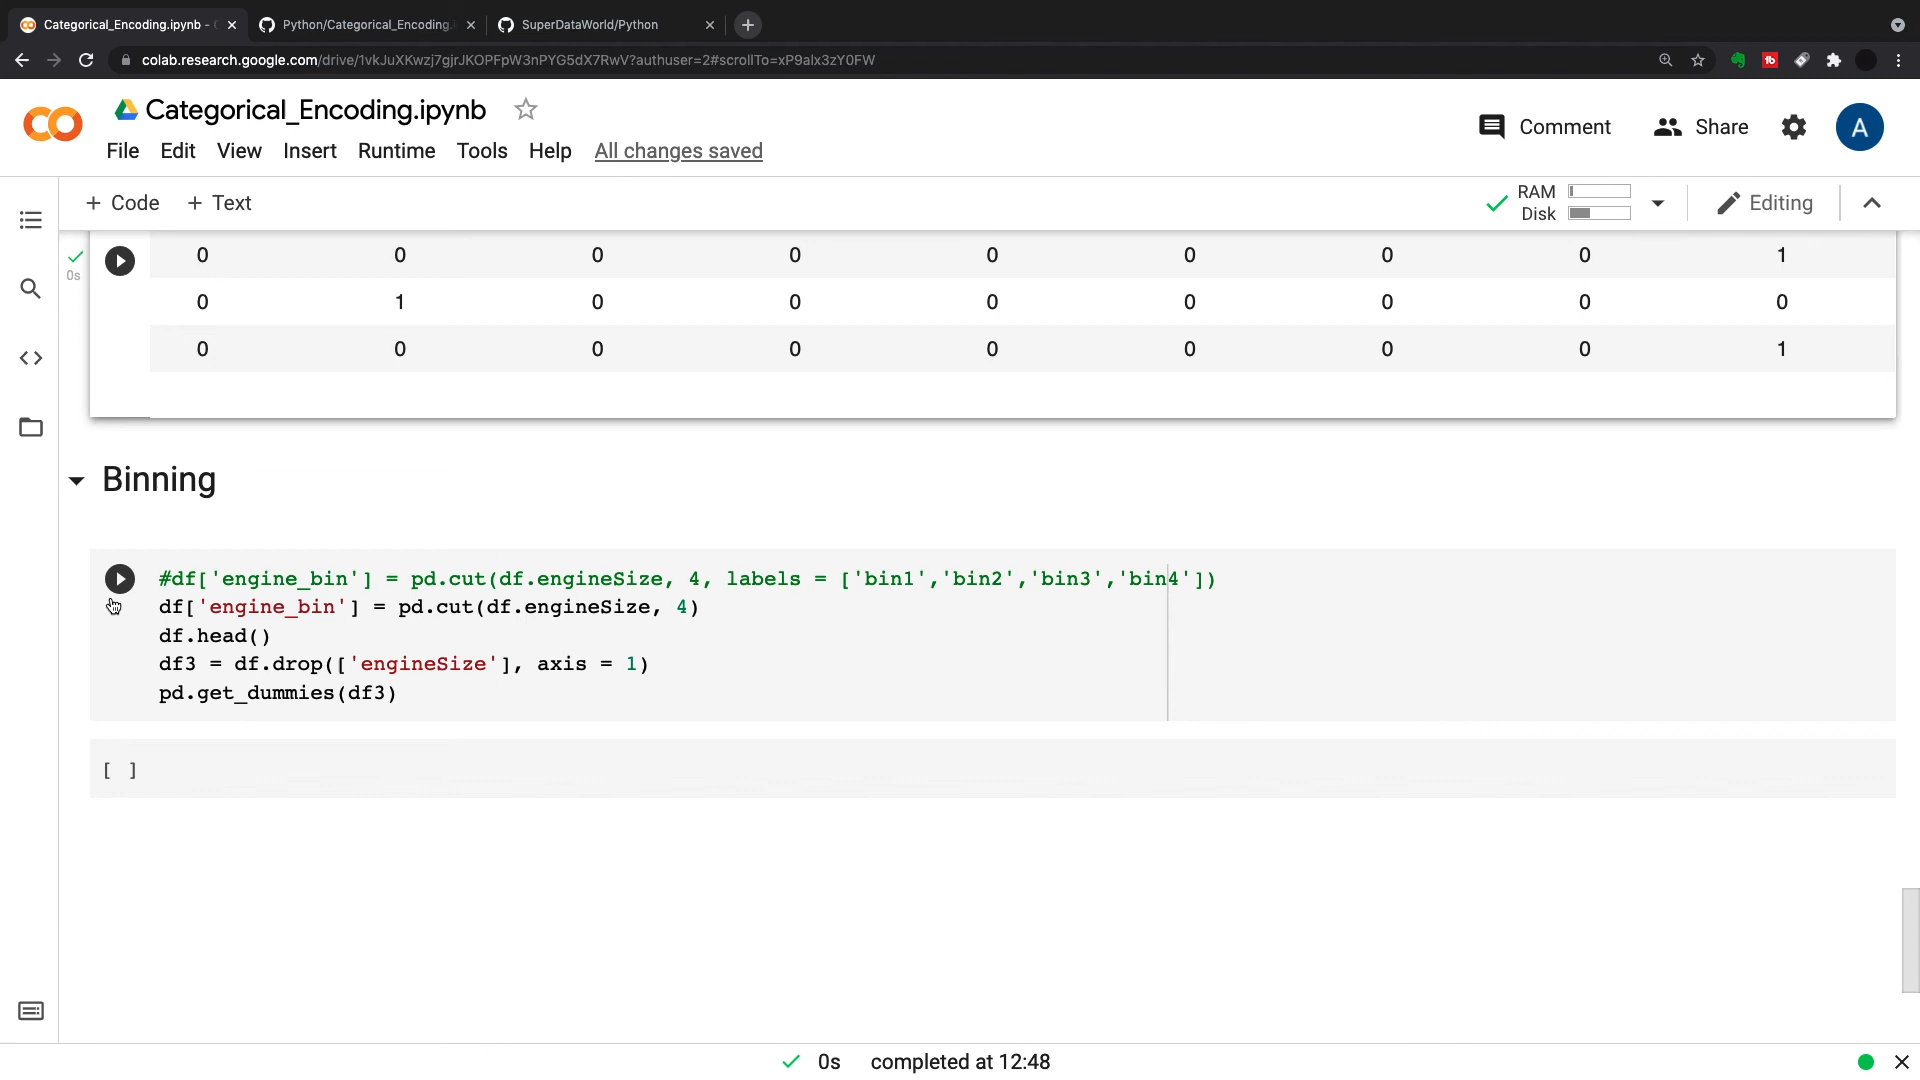 Categorical_Encoding.ipynb -
Python/Categorical_Encoding.
SuperDataWorld/Python
colab.research.google.com/drive/1vkJuXKwzj7gjrJKOPFpW3nPYG5dX7RwV?authuser=2#scrollTo=xP9alx3zY0FW
Categorical_Encoding.ipynb
Comment
Share
A
File Edit View Insert Runtime Tools Help All changes saved
+ Code + Text
RAM
Disk
Editing
0s
0 0 0 0 0 0 0 0 1
0 1 0 0 0 0 0 0 0
0 0 0 0 0 0 0 0 1
Binning
#df['engine_bin'] = pd.cut(df.engineSize, 4, labels = ['bin1','bin2','bin3','bin4'])
df['engine_bin'] = pd.cut(df.engineSize, 4)
df.head()
df3 = df.drop(['engineSize'], axis = 1)
pd.get_dummies(df3)
[ ]
0s completed at 12:48